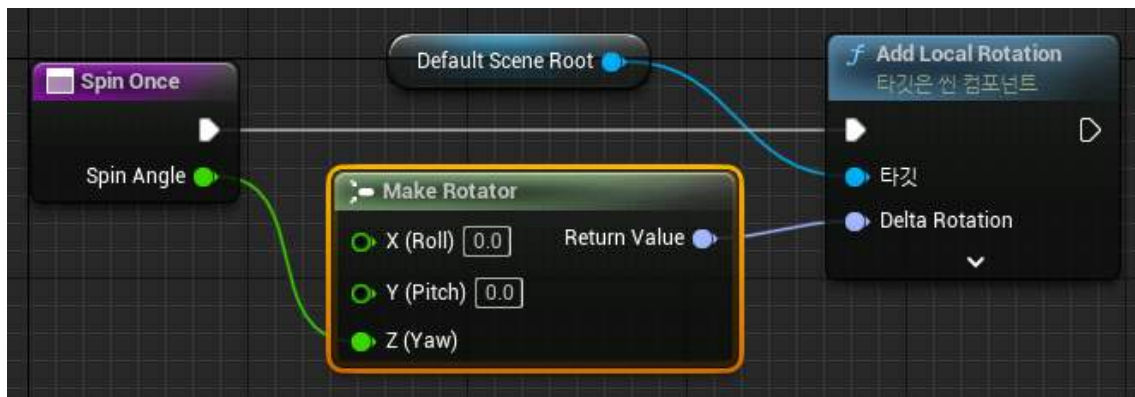 Spin Once
Spin Angle
Default Scene Root
Make Rotator
X (Roll) 0.0
Return Value
Y (Pitch) 0.0
Z (Yaw)
f Add Local Rotation
타깃은 씬 컴포넌트
타깃
Delta Rotation